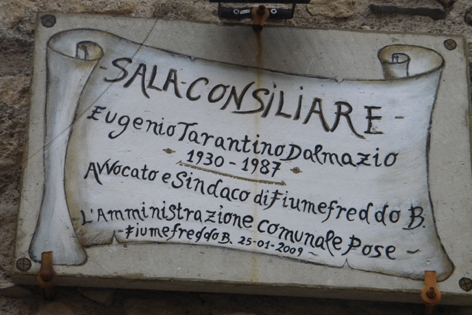 -SALA-CONSILIARE-
Eugenio Tarantino Dalmazio
- 1930 - 1987 -
Avvocato e Sindaco di Fiumefreddo B.
L'Amministrazione comunale Pose -
-Fiumefreddo B. 25-01-2009-